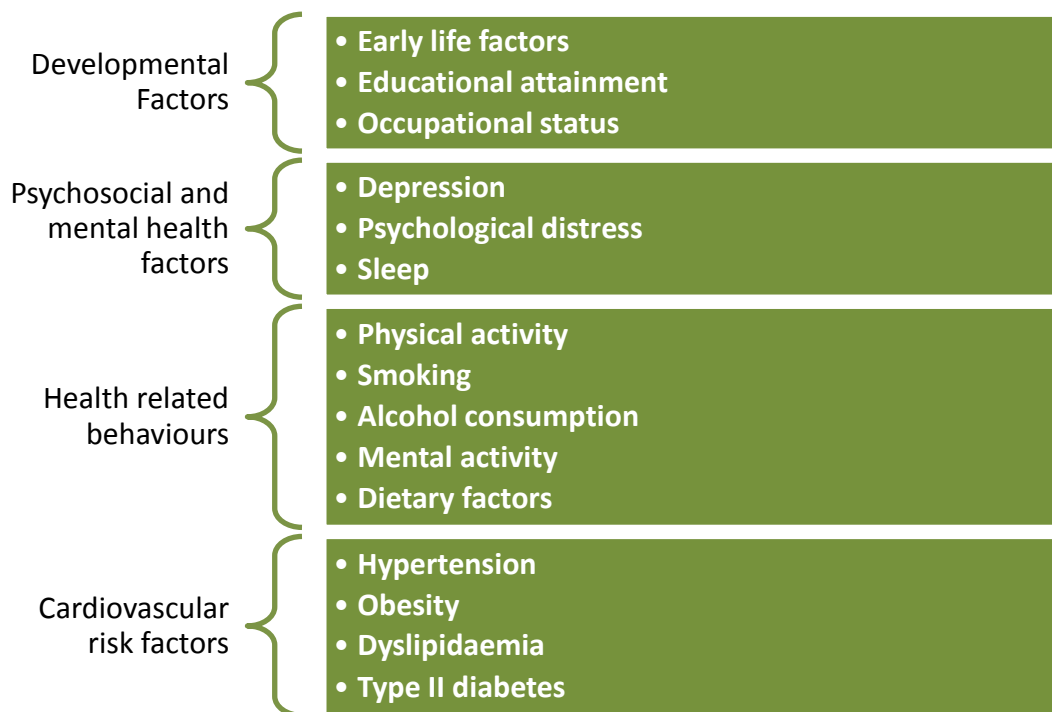 Developmental
Factors
• Early life factors
• Educational attainment
• Occupational status
Psychosocial and
mental health
factors
• Depression
• Psychological distress
• Sleep
Health related
behaviours
• Physical activity
• Smoking
• Alcohol consumption
• Mental activity
• Dietary factors
Cardiovascular
risk factors
• Hypertension
• Obesity
• Dyslipidaemia
• Type II diabetes